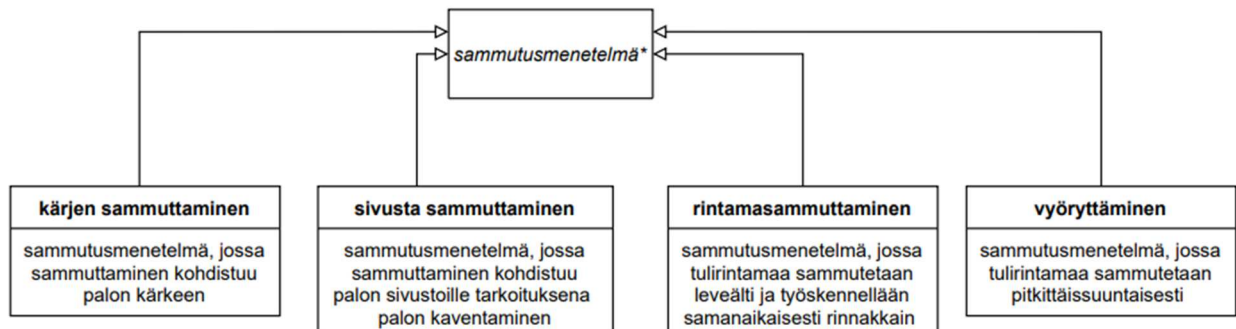 sammutusmenetelmä*
kärjen sammuttaminen
sammutusmenetelmä, jossa
sammuttaminen kohdistuu
palon kärkeen
sivusta sammuttaminen
sammutusmenetelmä, jossa
sammuttaminen kohdistuu
palon sivustoille tarkoituksena
palon kaventaminen
rintamasammuttaminen
sammutusmenetelmä, jossa
tulirintamaa sammutetaan
leveälti ja työskennellään
samanaikaisesti rinnakkain
vyöryttäminen
sammutusmenetelmä, jossa
tulirintamaa sammutetaan
pitkittäissuuntaisesti